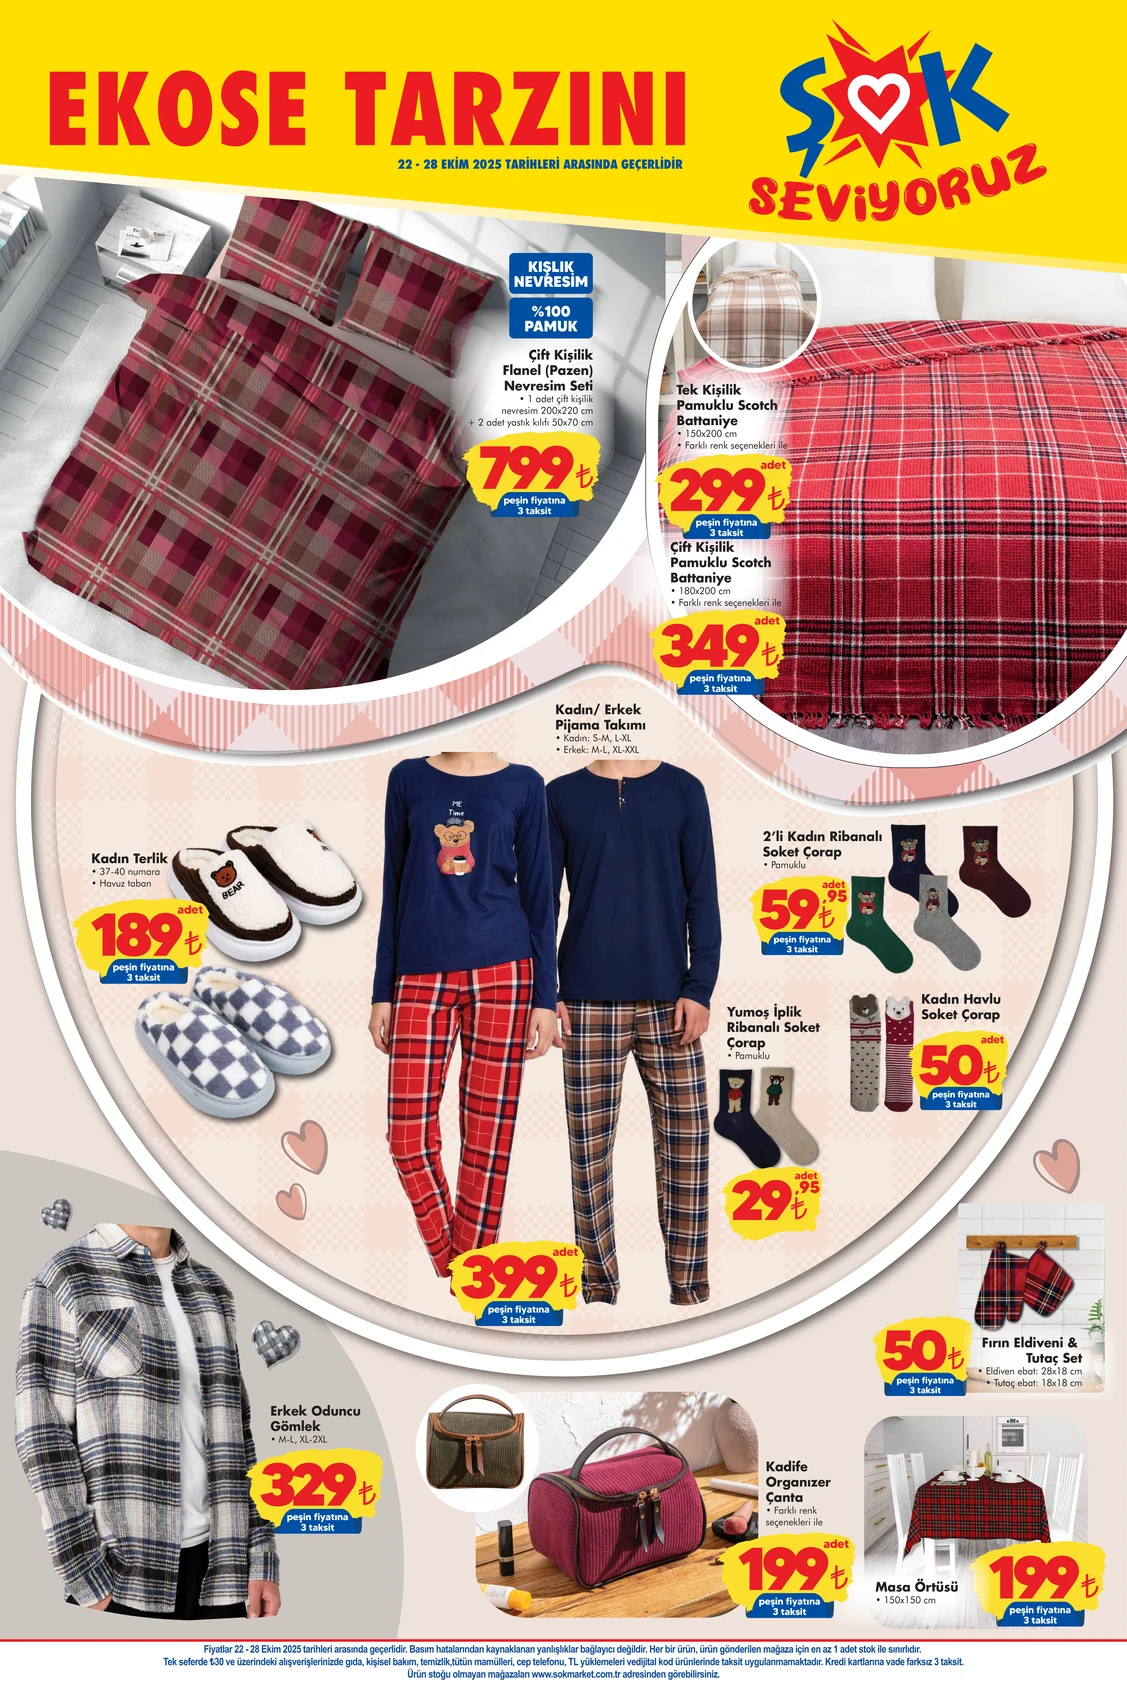 EKOSE TARZINI
22 - 28 EKİM 2025 TARİHLERİ ARASINDA GEÇERLİDİR
ŞOK
SEVİYORUZ
KIŞLIK
NEVRESİM
%100
PAMUK
Çift Kişilik
Flanel (Pazen)
Nevresim Seti
• 1 adet çift kişilik
nevresim 200x220 cm
+ 2 adet yastık kılıfı 50x70 cm
799₺
peşin fiyatına
3 taksit
Tek Kişilik
Pamuklu Scotch
Battaniye
• 150x200 cm
• Farklı renk seçenekleri ile
adet
299₺
peşin fiyatına
3 taksit
Çift Kişilik
Pamuklu Scotch
Battaniye
• 180x200 cm
• Farklı renk seçenekleri ile
adet
349₺
peşin fiyatına
3 taksit
Kadın/ Erkek
Pijama Takımı
• Kadın: S-M, L-XL
• Erkek: M-L, XL-XXL
ME
Time
adet
399₺
peşin fiyatına
3 taksit
Kadın Terlik
• 37-40 numara
• Havuz taban
adet
189₺
peşin fiyatına
3 taksit
BEAR
2'li Kadın Ribanalı
Soket Çorap
• Pamuklu
adet
59,95₺
peşin fiyatına
3 taksit
Yumoş İplik
Ribanalı Soket
Çorap
• Pamuklu
adet
29,95₺
Kadın Havlu
Soket Çorap
adet
50₺
peşin fiyatına
3 taksit
Fırın Eldiveni &
Tutaç Set
• Eldiven ebat: 28x18 cm
• Tutaç ebat: 18x18 cm
50₺
peşin fiyatına
3 taksit
Erkek Oduncu
Gömlek
• M-L, XL-2XL
329₺
peşin fiyatına
3 taksit
Kadife
Organızer
Çanta
• Farklı renk
seçenekleri ile
adet
199₺
peşin fiyatına
3 taksit
Masa Örtüsü
• 150x150 cm
199₺
peşin fiyatına
3 taksit
Fiyatlar 22 - 28 Ekim 2025 tarihleri arasında geçerlidir. Basım hatalarından kaynaklanan yanlışlıklar bağlayıcı değildir. Her bir ürün, ürün gönderilen mağaza için en az 1 adet stok ile sınırlıdır.
Tek seferde ₺30 ve üzerindeki alışverişlerinizde gıda, kişisel bakım, temizlik,tütün mamülleri, cep telefonu, TL yüklemeleri vedijital kod ürünlerinde taksit uygulanmamaktadır. Kredi kartlarına vade farksız 3 taksit.
Ürün stoğu olmayan mağazaları www.sokmarket.com.tr adresinden görebilirsiniz.